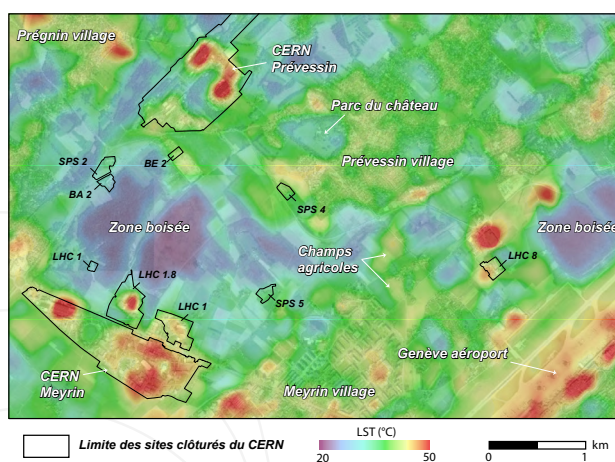 Prégnin village
CERN
Prévessin
Parc du château
SPS 2
BE 2
Prévessin village
BA 2
SPS 4
Zone boisée
Zone boisée
Champs
agricoles
LHC 1
LHC 1.8
LHC 8
LHC 1
SPS 5
Genève aéroport
CERN
Meyrin
Meyrin village
Limite des sites clôturés du CERN
LST (°C)
20 50
0 1
km